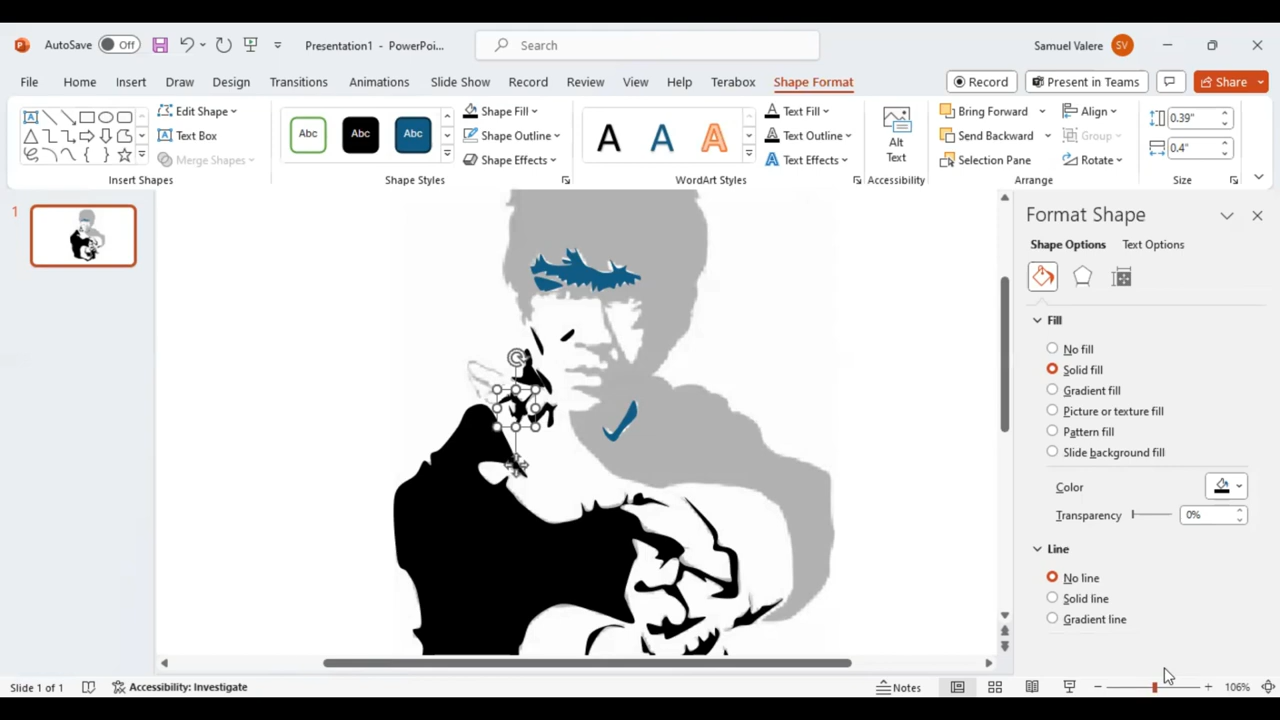 AutoSave Off Presentation1 - PowerPoi... Search Samuel Valere SV
File Home Insert Draw Design Transitions Animations Slide Show Record Review View Help Terabox Shape Format Record Present in Teams Share
Edit Shape
Text Box
Merge Shapes
Insert Shapes
Abc Abc Abc
Shape Fill
Shape Outline
Shape Effects
Shape Styles
A A A
Text Fill
Text Outline
Text Effects
WordArt Styles
Alt
Text
Accessibility
Bring Forward
Send Backward
Selection Pane
Align
Group
Rotate
Arrange
0.39"
0.4"
Size
1
Format Shape
Shape Options Text Options
Fill
No fill
Solid fill
Gradient fill
Picture or texture fill
Pattern fill
Slide background fill
Color
Transparency 0%
Line
No line
Solid line
Gradient line
Slide 1 of 1 Accessibility: Investigate Notes 106%